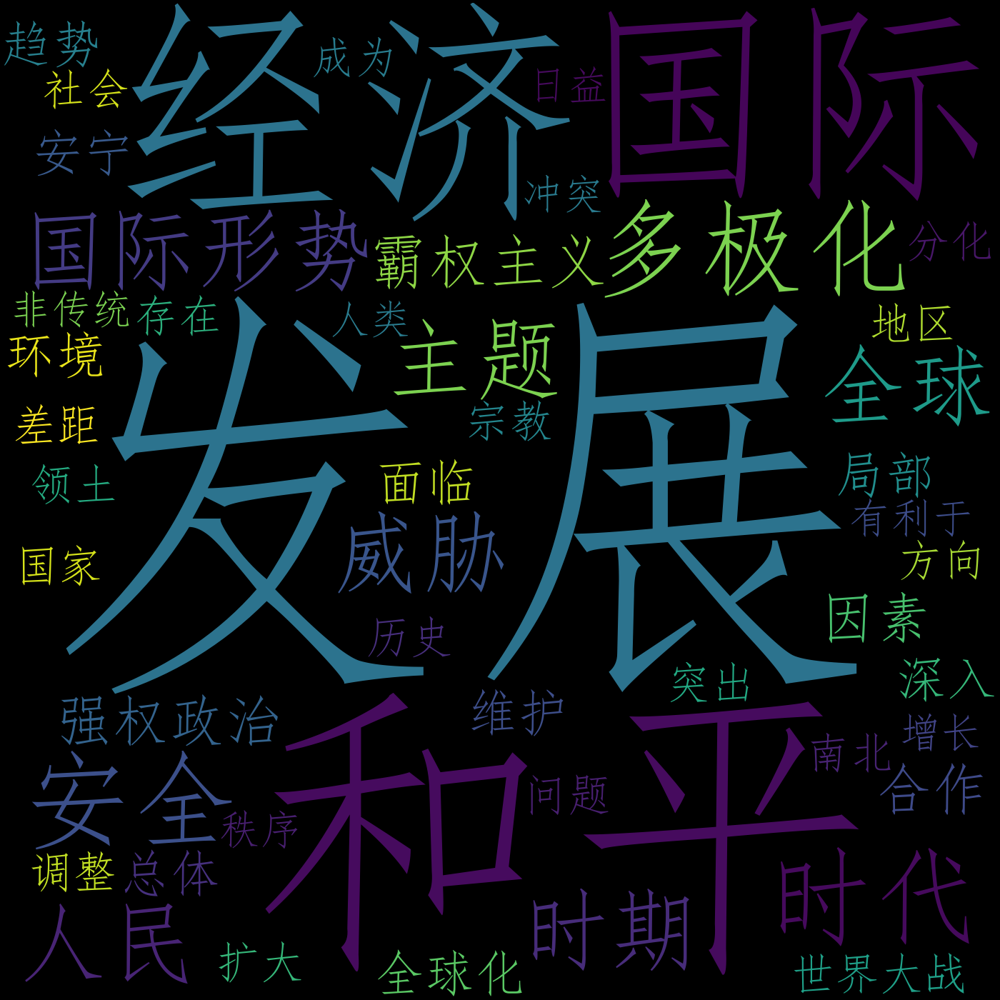 经济
国际
趋势
成为
社会
日益
安宁
冲突
国际形势
多极化
霸权主义
分化
非传统
存在
人类
发展
主题
地区
环境
全球
差距
宗教
领土
面临
局部
有利于
威胁
国家
方向
因素
历史
突出
深入
强权政治
维护
和平
增长
南北
安全
合作
问题
秩序
时代
调整
总体
时期
人民
扩大
全球化
世界大战